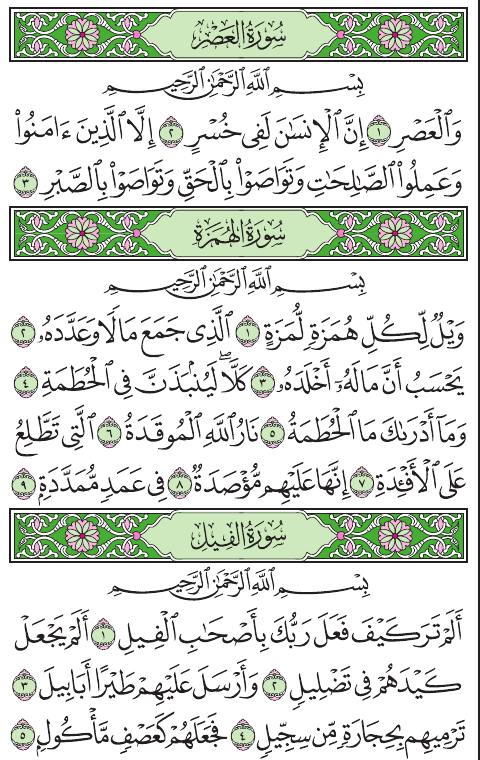 سُورَةُ العَصْرِ
بِسْمِ ٱللَّهِ ٱلرَّحْمَٰنِ ٱلرَّحِيمِ
وَٱلْعَصْرِ ١ إِنَّ ٱلْإِنسَٰنَ لَفِى خُسْرٍ ٢ إِلَّا ٱلَّذِينَ ءَامَنُوا۟
وَعَمِلُوا۟ ٱلصَّٰلِحَٰتِ وَتَوَاصَوْا۟ بِٱلْحَقِّ وَتَوَاصَوْا۟ بِٱلصَّبْرِ ٣
سُورَةُ الهُمَزَةِ
بِسْمِ ٱللَّهِ ٱلرَّحْمَٰنِ ٱلرَّحِيمِ
وَيْلٌ لِّكُلِّ هُمَزَةٍ لُّمَزَةٍ ١ ٱلَّذِى جَمَعَ مَالًا وَعَدَّدَهُۥ ٢
يَحْسَبُ أَنَّ مَالَهُۥٓ أَخْلَدَهُۥ ٣ كَلَّا ۖ لَيُنۢبَذَنَّ فِى ٱلْحُطَمَةِ ٤
وَمَآ أَدْرَىٰكَ مَا ٱلْحُطَمَةُ ٥ نَارُ ٱللَّهِ ٱلْمُوقَدَةُ ٦ ٱلَّتِى تَطَّلِعُ
عَلَى ٱلْأَفْـِٔدَةِ ٧ إِنَّهَا عَلَيْهِم مُّؤْصَدَةٌ ٨ فِى عَمَدٍ مُّمَدَّدَةٍۭ ٩
سُورَةُ الفِيلِ
بِسْمِ ٱللَّهِ ٱلرَّحْمَٰنِ ٱلرَّحِيمِ
أَلَمْ تَرَ كَيْفَ فَعَلَ رَبُّكَ بِأَصْحَٰبِ ٱلْفِيلِ ١ أَلَمْ يَجْعَلْ
كَيْدَهُمْ فِى تَضْلِيلٍ ٢ وَأَرْسَلَ عَلَيْهِمْ طَيْرًا أَبَابِيلَ ٣
تَرْمِيهِم بِحِجَارَةٍ مِّن سِجِّيلٍ ٤ فَجَعَلَهُمْ كَعَصْفٍ مَّأْكُولٍۭ ٥